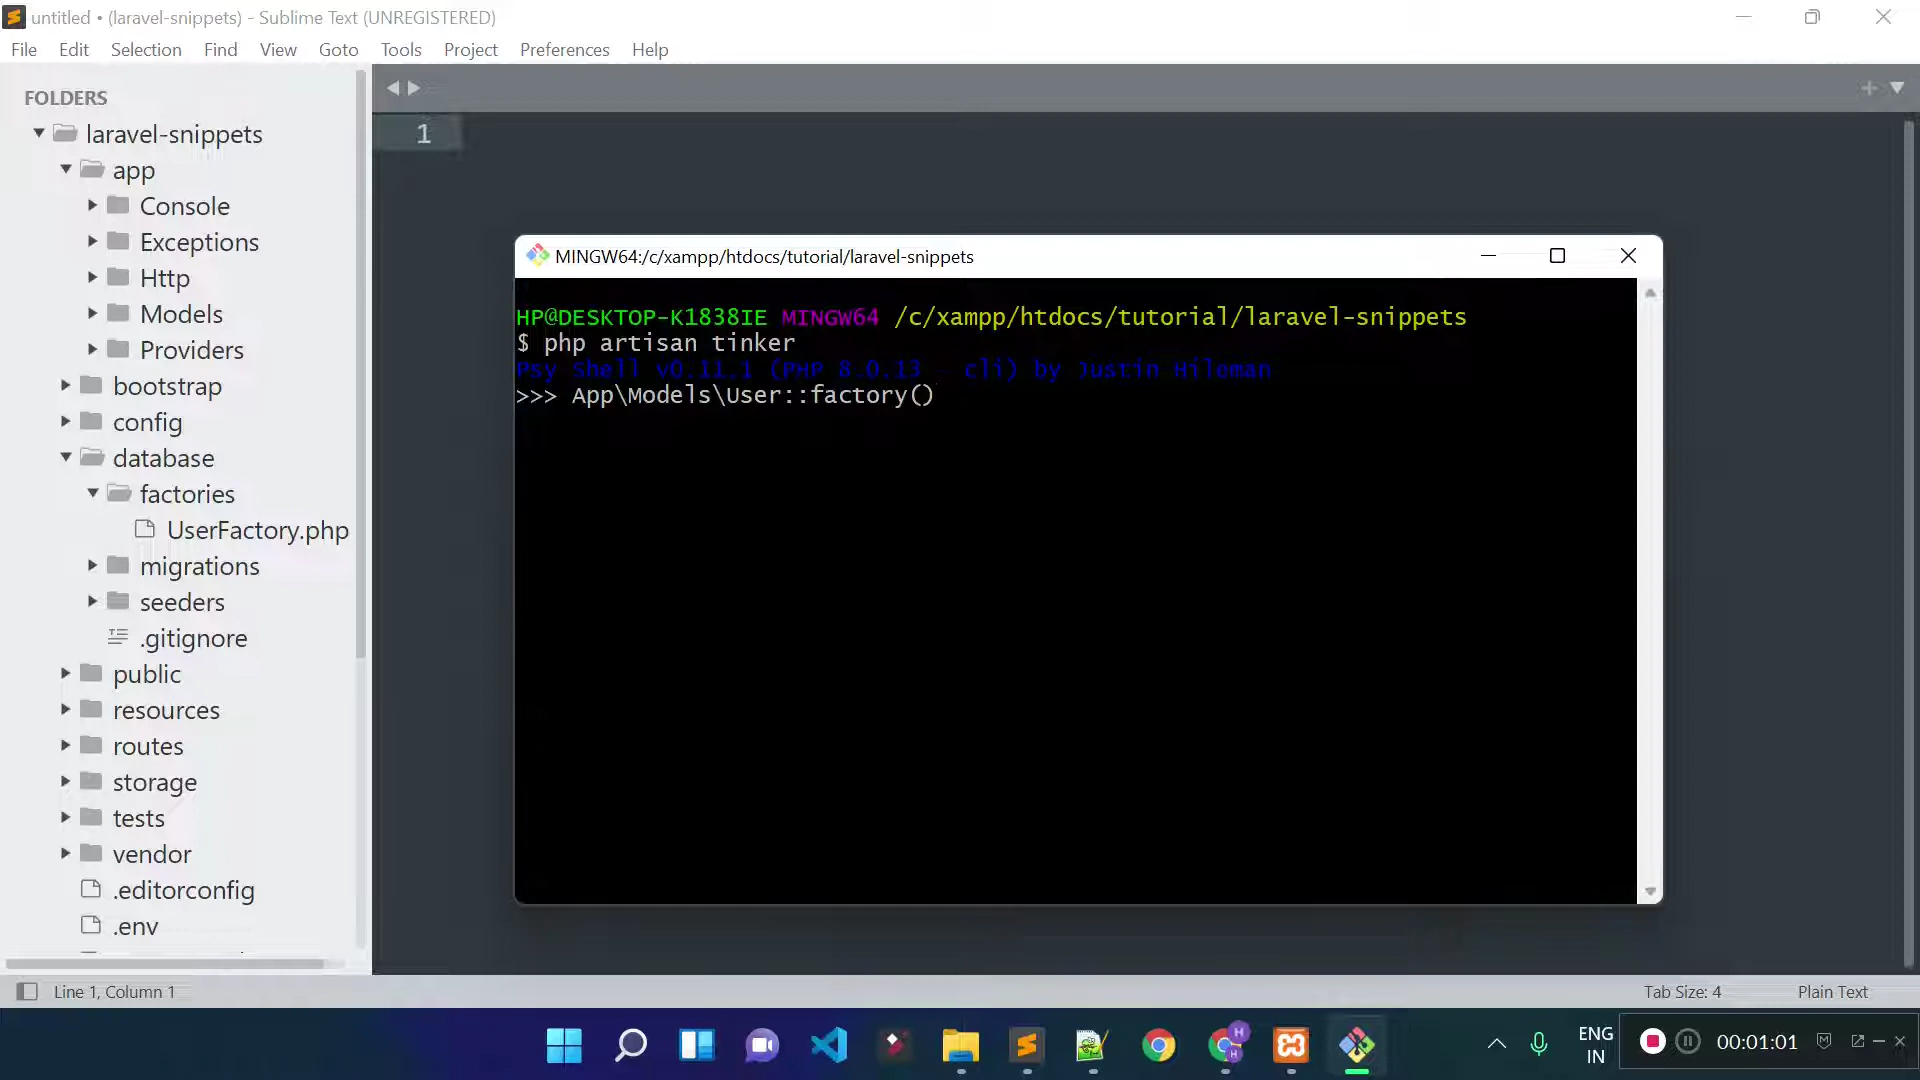 untitled • (laravel-snippets) - Sublime Text (UNREGISTERED)
File Edit Selection Find View Goto Tools Project Preferences Help
FOLDERS
laravel-snippets
app
Console
Exceptions
Http
Models
Providers
bootstrap
config
database
factories
UserFactory.php
migrations
seeders
.gitignore
public
resources
routes
storage
tests
vendor
.editorconfig
.env
1
MINGW64:/c/xampp/htdocs/tutorial/laravel-snippets
HP@DESKTOP-K1838IE MINGW64 /c/xampp/htdocs/tutorial/laravel-snippets
$ php artisan tinker
Psy Shell v0.11.1 (PHP 8.0.13 — cli) by Justin Hileman
>>> App\Models\User::factory()
Line 1, Column 1
Tab Size: 4
Plain Text
H
H
ENG
IN
00:01:01